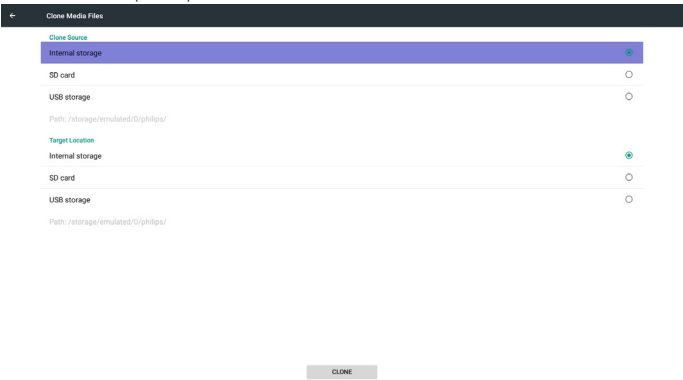 Clone Media Files
Clone Source
Internal storage
SD card
USB storage
Path: /storage/emulated/0/philips/
Target Location
Internal storage
SD card
USB storage
Path: /storage/emulated/0/philips/
CLONE